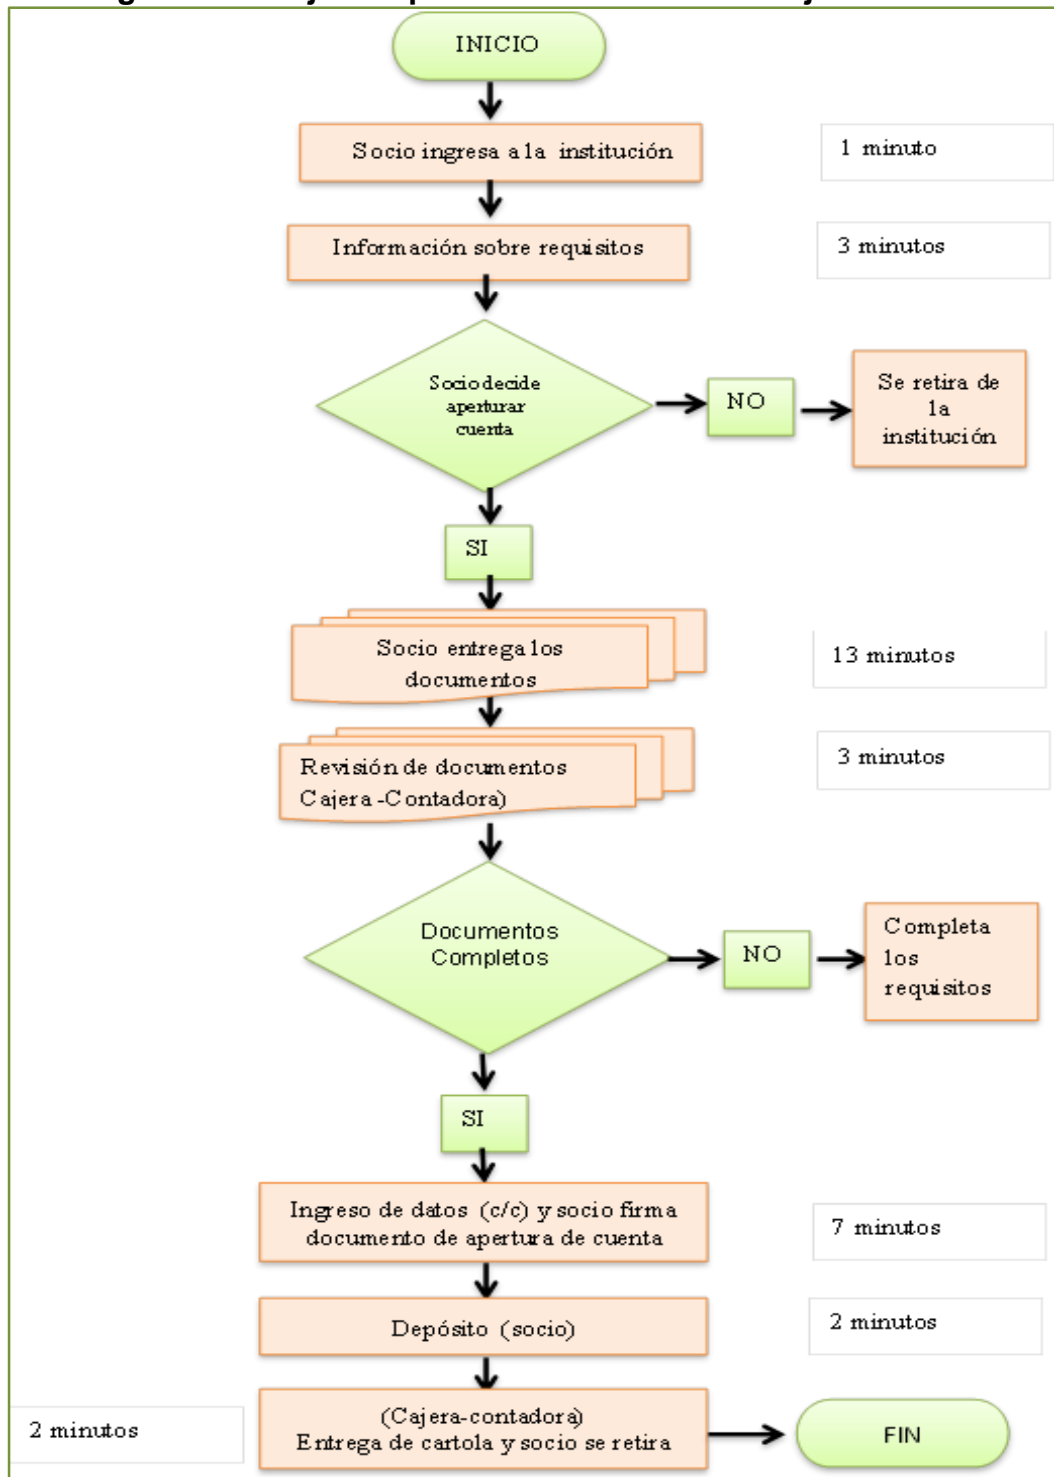 INICIO
Socio ingresa a la institución
1 minuto
Información sobre requisitos
3 minutos
Socio decide
aperturar
cuenta
NO
Se retira de
la
institución
SI
Socio entrega los
documentos
13 minutos
Revisión de documentos
Cajera -Contadora)
3 minutos
Documentos
Completos
NO
Completa
los
requisitos
SI
Ingreso de datos (c/c) y socio firma
documento de apertura de cuenta
7 minutos
Depósito (socio)
2 minutos
2 minutos
(Cajera-contadora)
Entrega de cartola y socio se retira
FIN